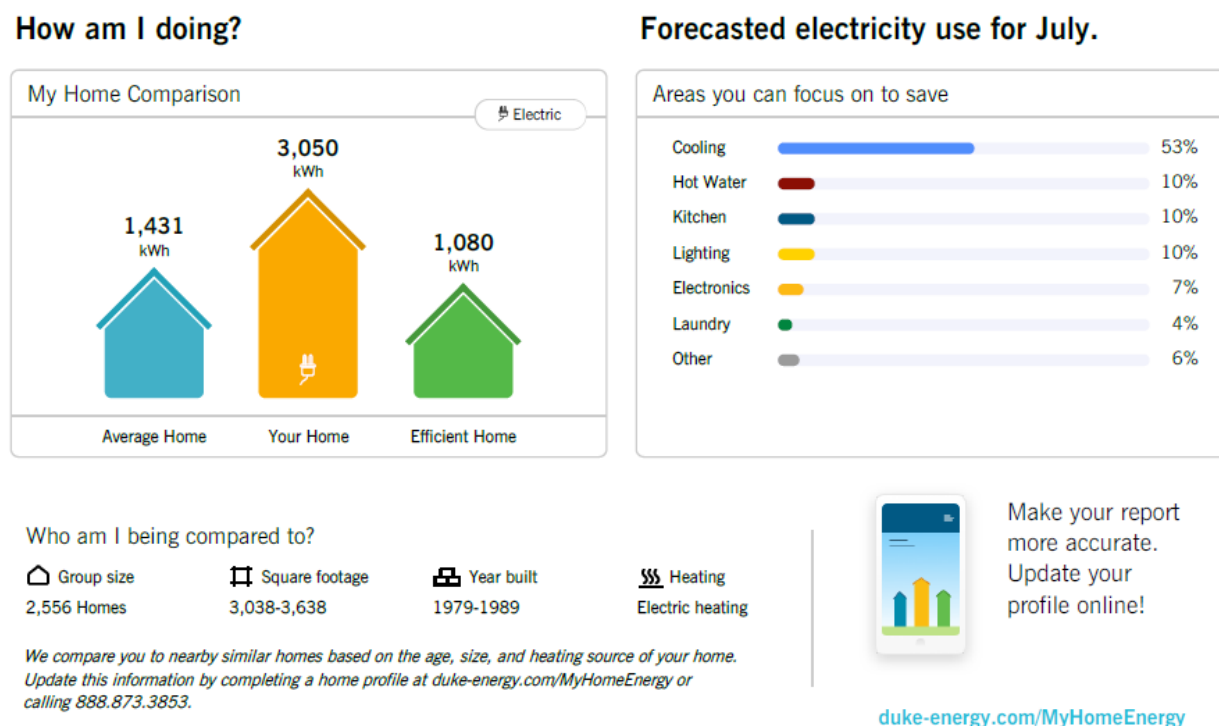 How am I doing?
My Home Comparison
Electric
3,050
kWh
1,431
kWh
1,080
kWh
Average Home
Your Home
Efficient Home
Forecasted electricity use for July.
Areas you can focus on to save
Cooling 53%
Hot Water 10%
Kitchen 10%
Lighting 10%
Electronics 7%
Laundry 4%
Other 6%
Who am I being compared to?
Group size
2,556 Homes
Square footage
3,038-3,638
Year built
1979-1989
Heating
Electric heating
We compare you to nearby similar homes based on the age, size, and heating source of your home.
Update this information by completing a home profile at duke-energy.com/MyHomeEnergy or
calling 888.873.3853.
Make your report
more accurate.
Update your
profile online!
duke-energy.com/MyHomeEnergy